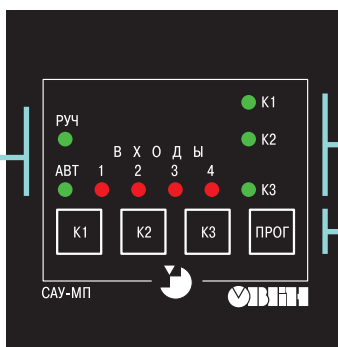 К1
РУЧ
К2
В Х О Д Ы
АВТ 1 2 3 4
К3
К1 К2 К3 ПРОГ
САУ-МП ОВЕН